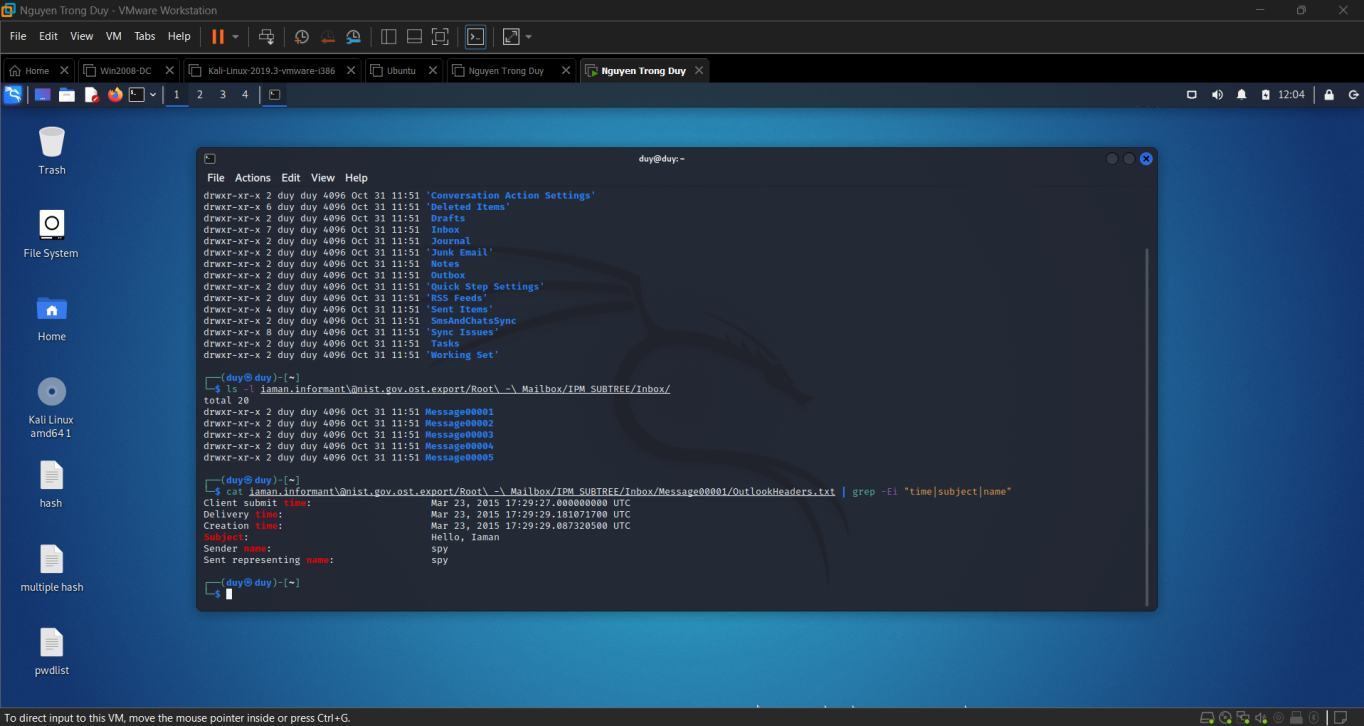 Nguyen Trong Duy - VMware Workstation
File Edit View VM Tabs Help
Home Win2008-DC Kali-Linux-2019.3-vmware-i386 Ubuntu Nguyen Trong Duy Nguyen Trong Duy
1 2 3 4 12:04
Trash
File System
Home
Kali Linux
amd64 1
hash
multiple hash
pwdlist
duy@duy:~
File Actions Edit View Help
drwxr-xr-x 2 duy duy 4096 Oct 31 11:51 'Conversation Action Settings'
drwxr-xr-x 6 duy duy 4096 Oct 31 11:51 'Deleted Items'
drwxr-xr-x 2 duy duy 4096 Oct 31 11:51 Drafts
drwxr-xr-x 7 duy duy 4096 Oct 31 11:51 Inbox
drwxr-xr-x 2 duy duy 4096 Oct 31 11:51 Journal
drwxr-xr-x 2 duy duy 4096 Oct 31 11:51 'Junk Email'
drwxr-xr-x 2 duy duy 4096 Oct 31 11:51 Notes
drwxr-xr-x 2 duy duy 4096 Oct 31 11:51 Outbox
drwxr-xr-x 2 duy duy 4096 Oct 31 11:51 'Quick Step Settings'
drwxr-xr-x 2 duy duy 4096 Oct 31 11:51 'RSS Feeds'
drwxr-xr-x 4 duy duy 4096 Oct 31 11:51 'Sent Items'
drwxr-xr-x 2 duy duy 4096 Oct 31 11:51 SmsAndChatsSync
drwxr-xr-x 8 duy duy 4096 Oct 31 11:51 'Sync Issues'
drwxr-xr-x 2 duy duy 4096 Oct 31 11:51 Tasks
drwxr-xr-x 2 duy duy 4096 Oct 31 11:51 'Working Set'
┌──(duy㉿duy)-[~]
└─$ ls -l iaman.informant\@nist.gov.ost.export/Root\ -\ Mailbox/IPM_SUBTREE/Inbox/
total 20
drwxr-xr-x 2 duy duy 4096 Oct 31 11:51 Message00001
drwxr-xr-x 2 duy duy 4096 Oct 31 11:51 Message00002
drwxr-xr-x 2 duy duy 4096 Oct 31 11:51 Message00003
drwxr-xr-x 2 duy duy 4096 Oct 31 11:51 Message00004
drwxr-xr-x 2 duy duy 4096 Oct 31 11:51 Message00005
┌──(duy㉿duy)-[~]
└─$ cat iaman.informant\@nist.gov.ost.export/Root\ -\ Mailbox/IPM_SUBTREE/Inbox/Message00001/OutlookHeaders.txt | grep -Ei "time|subject|name"
Client submit time: Mar 23, 2015 17:29:27.000000000 UTC
Delivery time: Mar 23, 2015 17:29:29.181071700 UTC
Creation time: Mar 23, 2015 17:29:29.087320500 UTC
Subject: Hello, Iaman
Sender name: spy
Sent representing name: spy
┌──(duy㉿duy)-[~]
└─$
To direct input to this VM, move the mouse pointer inside or press Ctrl+G.